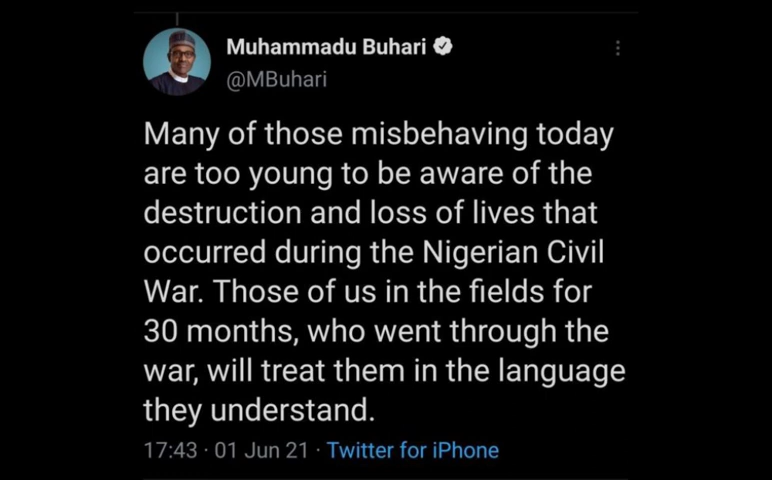 Muhammadu Buhari
@MBuhari
Many of those misbehaving today
are too young to be aware of the
destruction and loss of lives that
occurred during the Nigerian Civil
War. Those of us in the fields for
30 months, who went through the
war, will treat them in the language
they understand.
17:43 · 01 Jun 21 · Twitter for iPhone